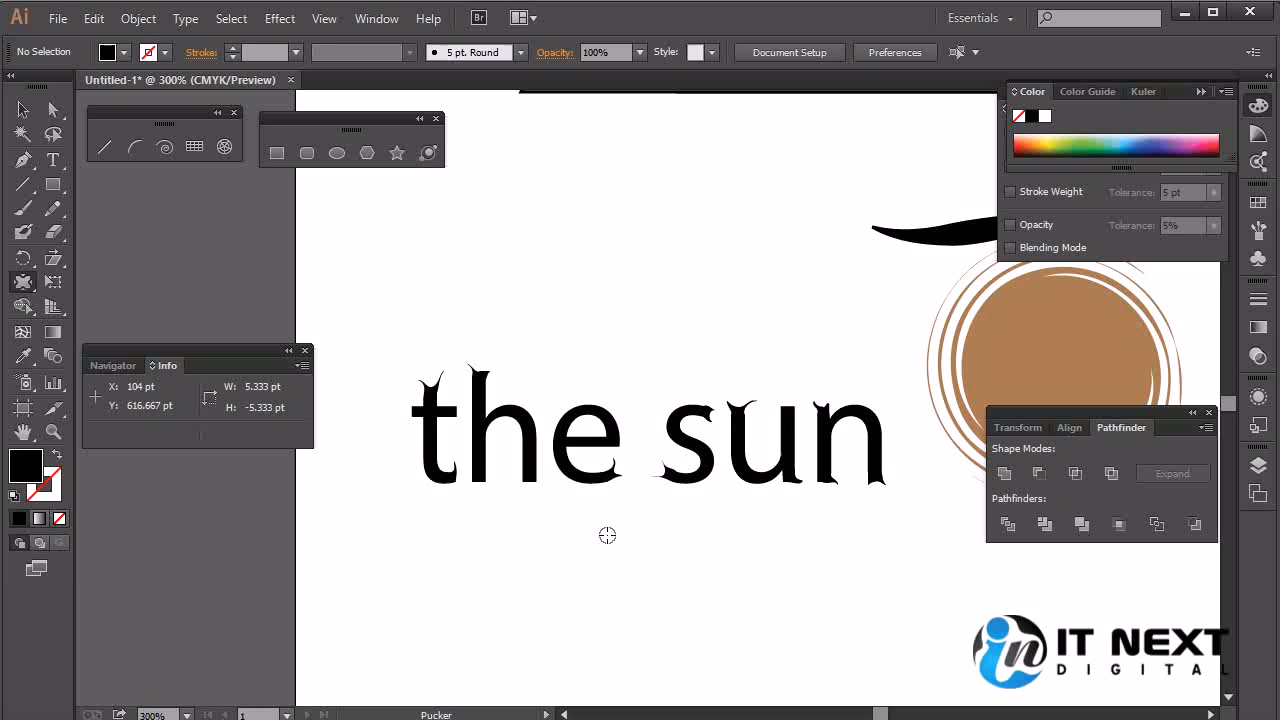 Ai File Edit Object Type Select Effect View Window Help Br Essentials
No Selection Stroke: 5 pt. Round Opacity: 100% Style: Document Setup Preferences
Untitled-1* @ 300% (CMYK/Preview)
Color Color Guide Kuler
Stroke Weight Tolerance: 5 pt
Opacity Tolerance: 5%
Blending Mode
Navigator Info
X: 104 pt W: 5.333 pt
Y: 616.667 pt H: -5.333 pt
the sun
Transform Align Pathfinder
Shape Modes:
Expand
Pathfinders:
in IT NEXT
DIGITAL
300% 1 Pucker